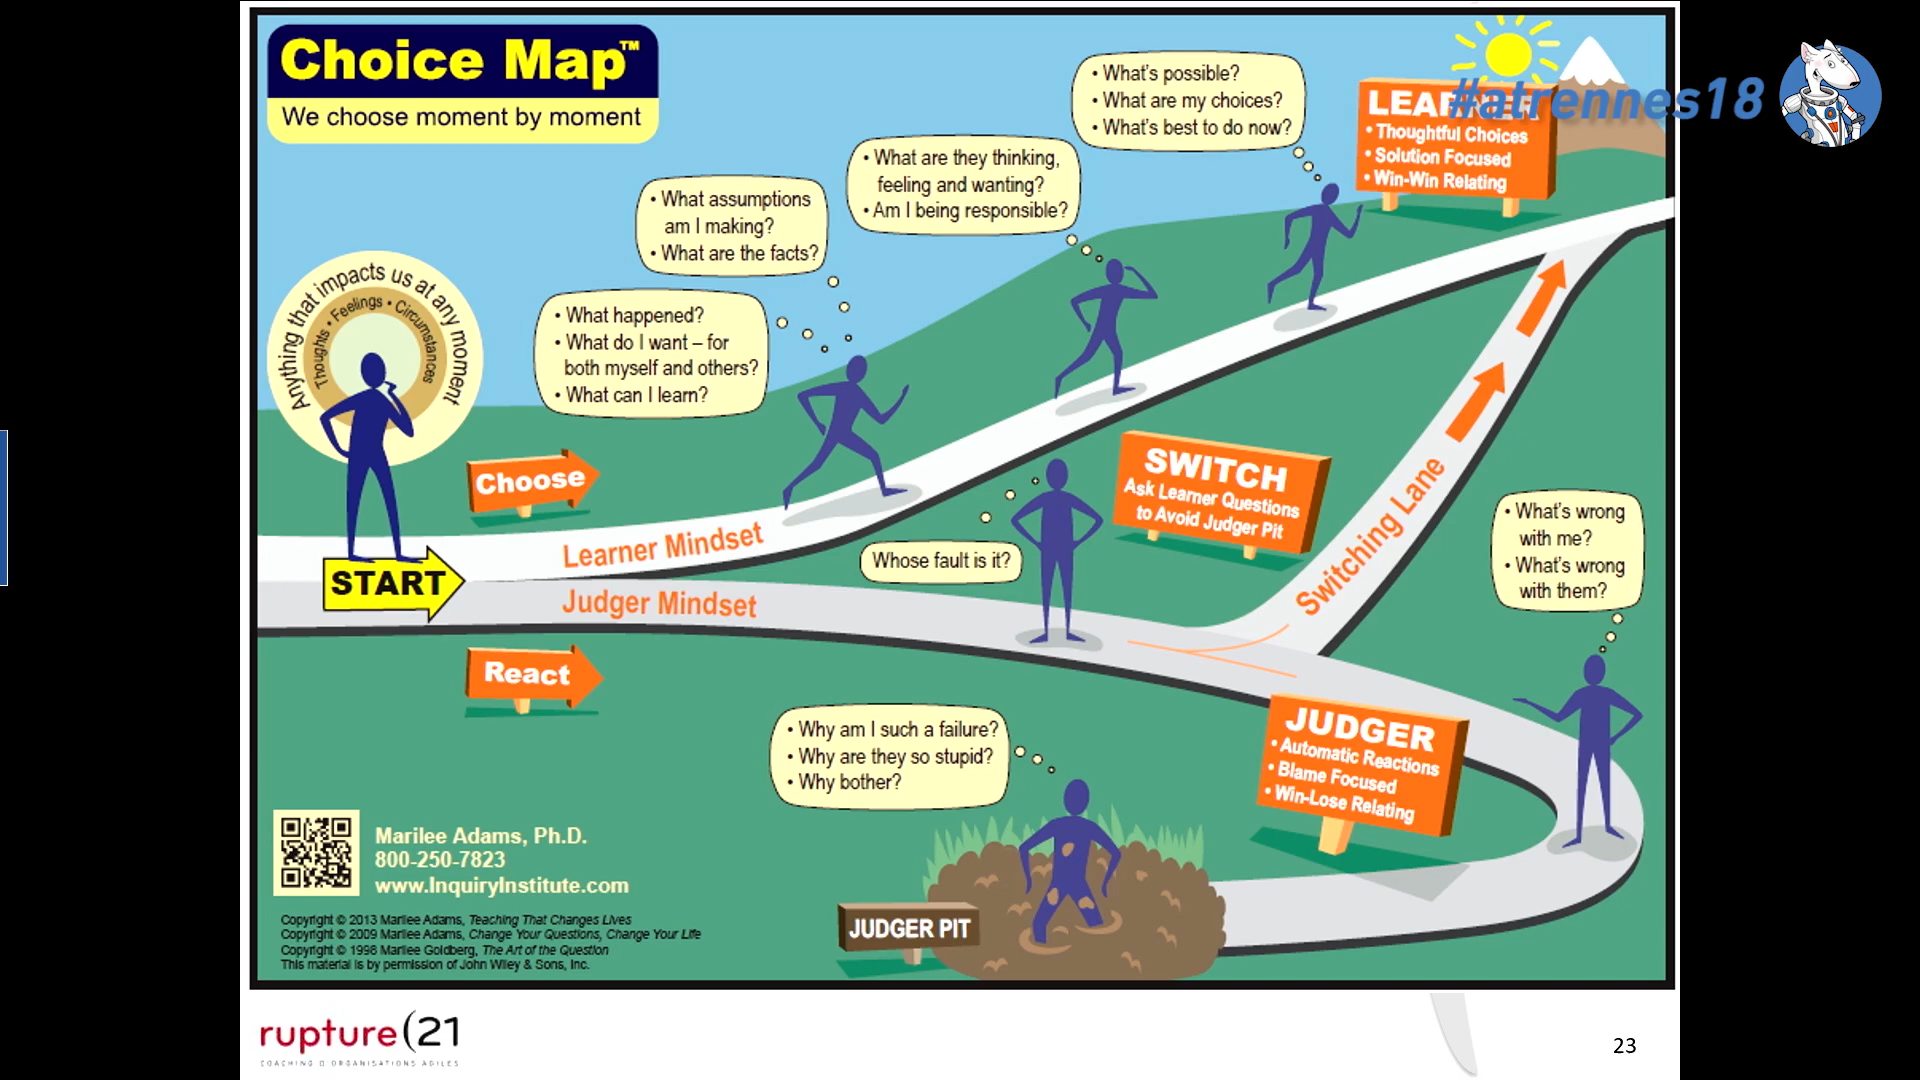 Choice Map™
We choose moment by moment
#atrennes18
• What's possible?
• What are my choices?
• What's best to do now?
LEARNER
• Thoughtful Choices
• Solution Focused
• Win-Win Relating
• What are they thinking,
feeling and wanting?
• Am I being responsible?
• What assumptions
am I making?
• What are the facts?
Anything that impacts us at any moment
Thoughts • Feelings • Circumstances
• What happened?
• What do I want – for
both myself and others?
• What can I learn?
Choose
SWITCH
Ask Learner Questions
to Avoid Judger Pit
Learner Mindset
START
Judger Mindset
Whose fault is it?
Switching Lane
• What's wrong
with me?
• What's wrong
with them?
React
• Why am I such a failure?
• Why are they so stupid?
• Why bother?
JUDGER
• Automatic Reactions
• Blame Focused
• Win-Lose Relating
JUDGER PIT
Marilee Adams, Ph.D.
800-250-7823
www.InquiryInstitute.com
Copyright © 2013 Marilee Adams, Teaching That Changes Lives
Copyright © 2009 Marilee Adams, Change Your Questions, Change Your Life
Copyright © 1998 Marilee Goldberg, The Art of the Question
This material is by permission of John Wiley & Sons, Inc.
rupture(21
COACHING D'ORGANISATIONS AGILES
23